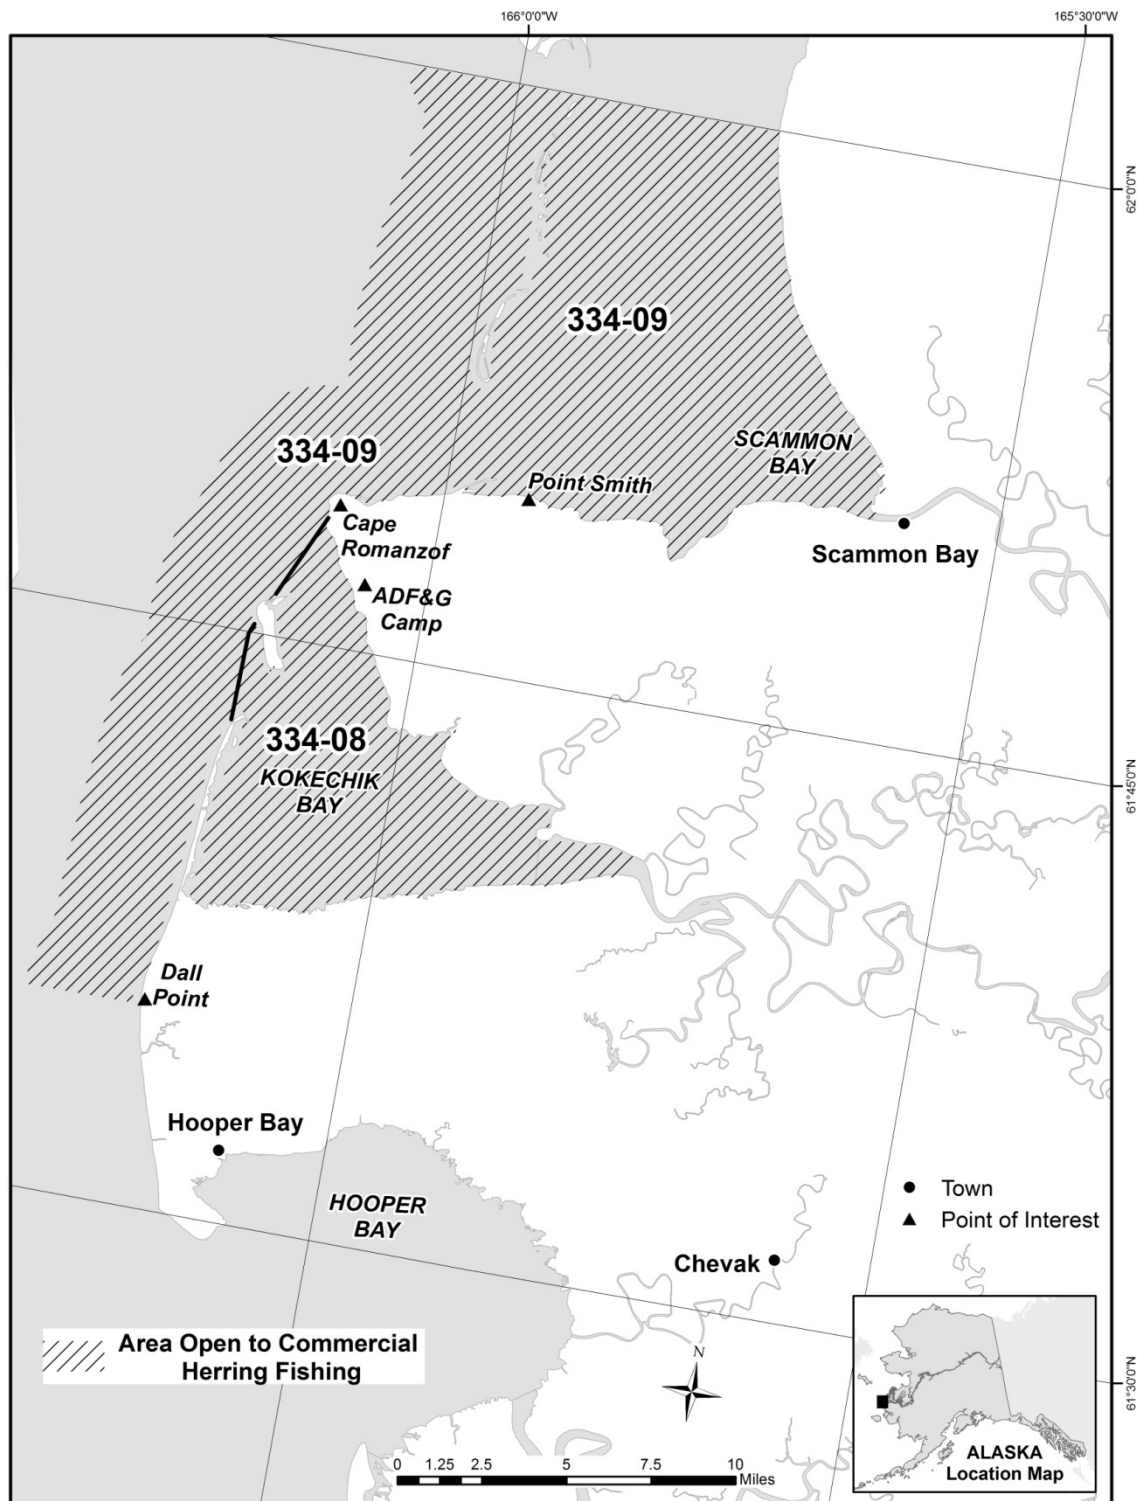 166°0'0"W
165°30'0"W
62°0'0"N
334-09
SCAMMON
BAY
334-09
Point Smith
Cape
Romanzof
Scammon Bay
ADF&G
Camp
334-08
KOKECHIK
BAY
61°45'0"N
Dall
Point
Hooper Bay
HOOPER
BAY
Town
Point of Interest
Chevak
Area Open to Commercial
Herring Fishing
N
61°30'0"N
0 1.25 2.5 5 7.5 10
Miles
ALASKA
Location Map